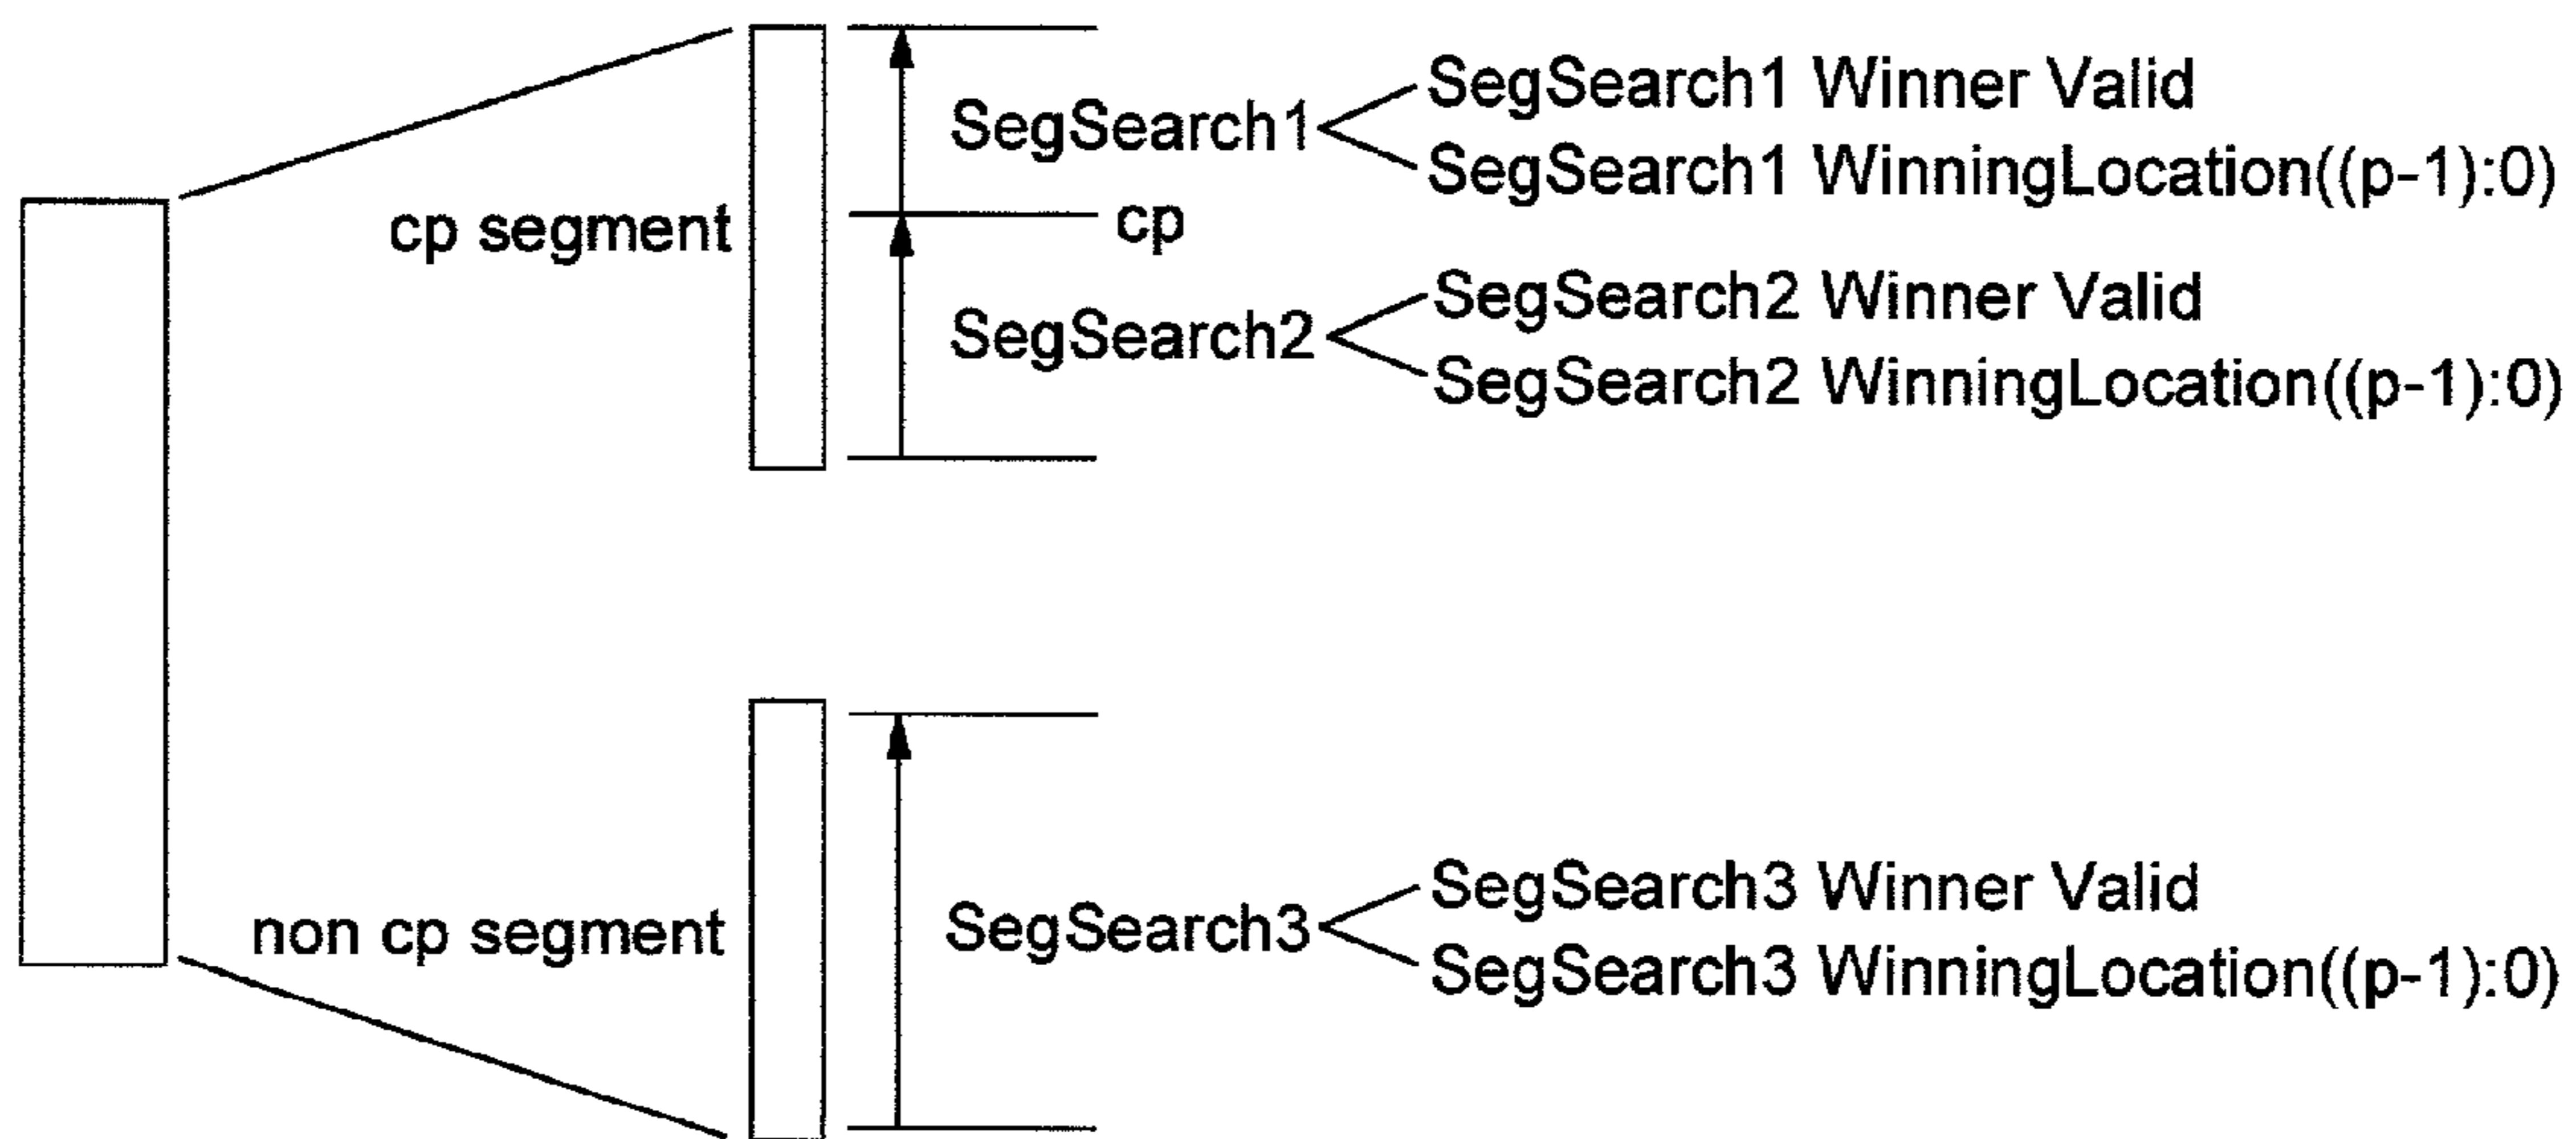 SegSearch1 Winner Valid
SegSearch1
SegSearch1 WinningLocation((p-1):0)
cp segment
cp
SegSearch2 Winner Valid
SegSearch2
SegSearch2 WinningLocation((p-1):0)
SegSearch3 Winner Valid
non cp segment
SegSearch3
SegSearch3 WinningLocation((p-1):0)